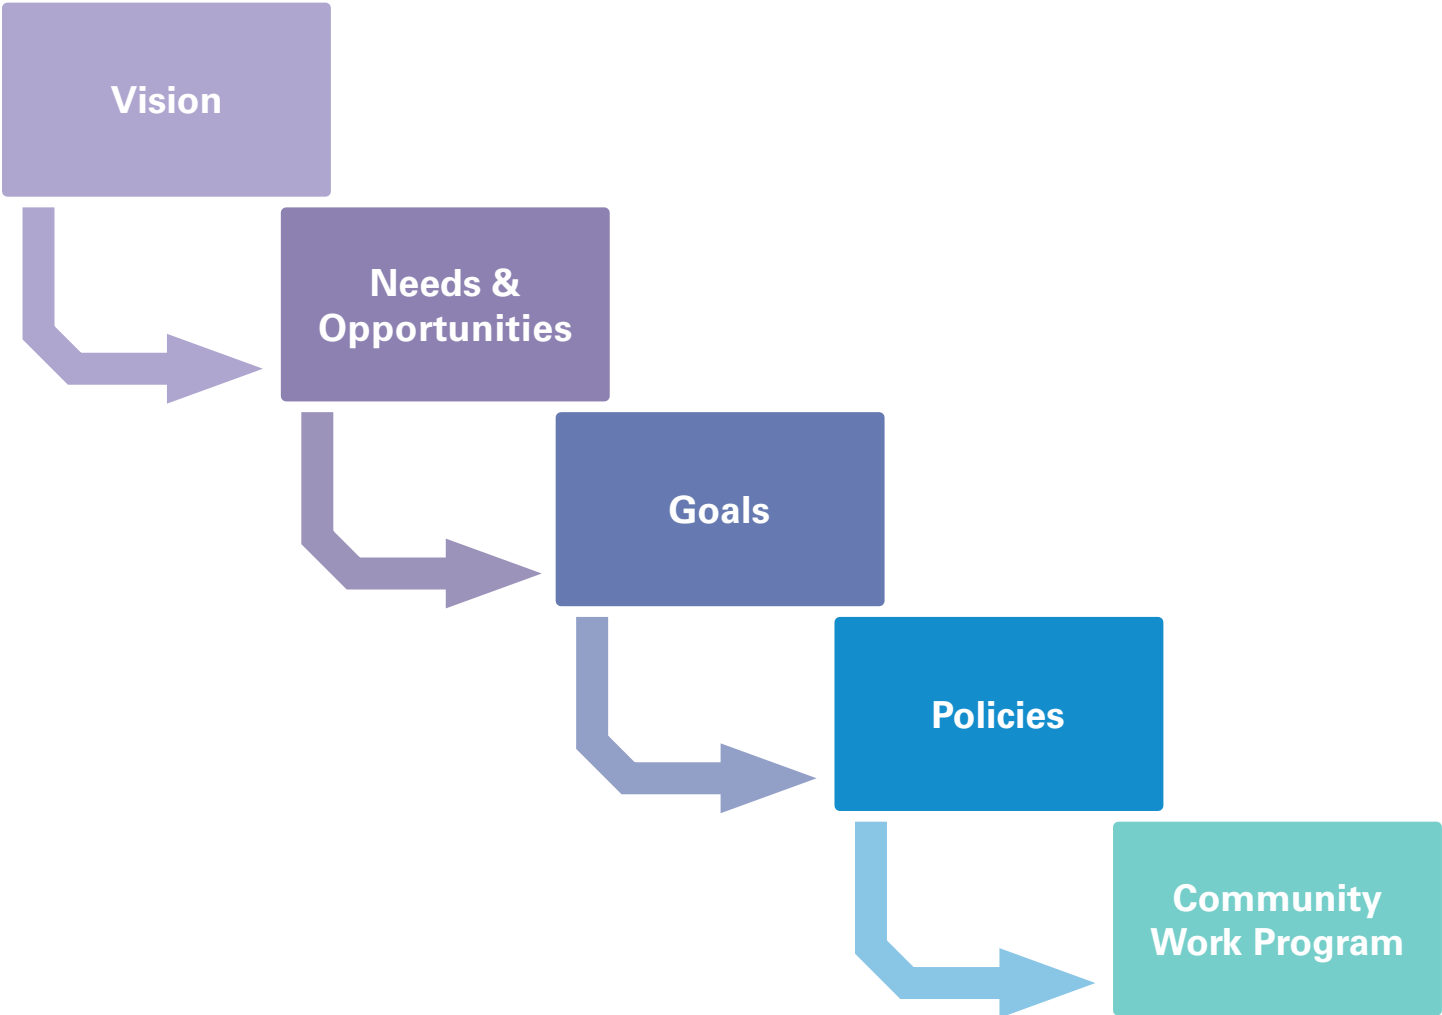 Vision
Needs &
Opportunities
Goals
Policies
Community
Work Program